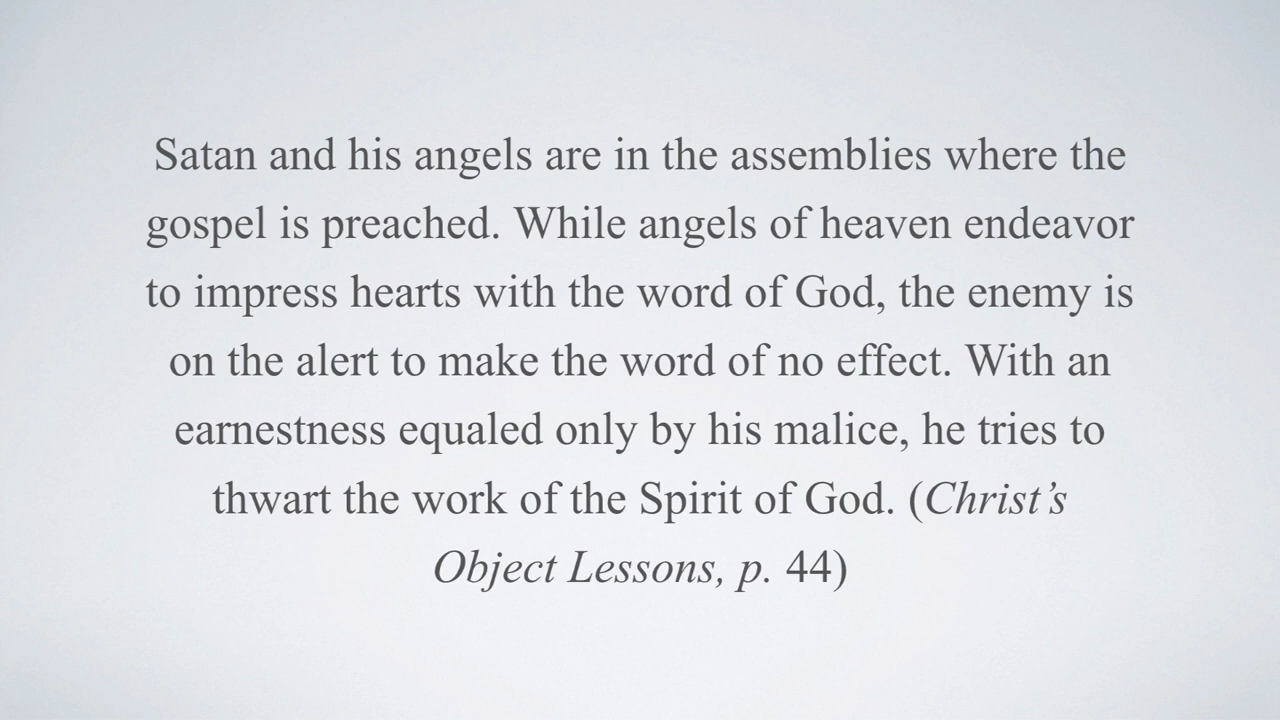 Satan and his angels are in the assemblies where the
gospel is preached. While angels of heaven endeavor
to impress hearts with the word of God, the enemy is
on the alert to make the word of no effect. With an
earnestness equaled only by his malice, he tries to
thwart the work of the Spirit of God. (Christ’s
Object Lessons, p. 44)